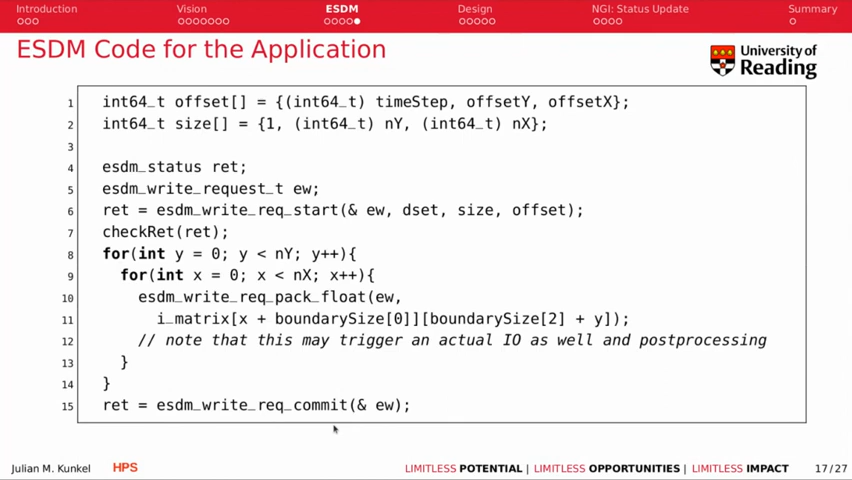 Introduction Vision ESDM Design NGI: Status Update Summary
ESDM Code for the Application
University of
Reading
1 int64_t offset[] = {(int64_t) timeStep, offsetY, offsetX};
2 int64_t size[] = {1, (int64_t) nY, (int64_t) nX};
3
4 esdm_status ret;
5 esdm_write_request_t ew;
6 ret = esdm_write_req_start(& ew, dset, size, offset);
7 checkRet(ret);
8 for(int y = 0; y < nY; y++){
9 for(int x = 0; x < nX; x++){
10 esdm_write_req_pack_float(ew,
11 i_matrix[x + boundarySize[0]][boundarySize[2] + y]);
12 // note that this may trigger an actual IO as well and postprocessing
13 }
14 }
15 ret = esdm_write_req_commit(& ew);
Julian M. Kunkel HPS LIMITLESS POTENTIAL | LIMITLESS OPPORTUNITIES | LIMITLESS IMPACT 17/27